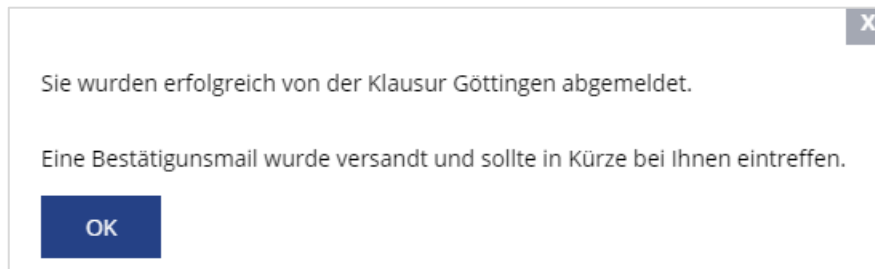 X
Sie wurden erfolgreich von der Klausur Göttingen abgemeldet.
Eine Bestätigunsmail wurde versandt und sollte in Kürze bei Ihnen eintreffen.
OK